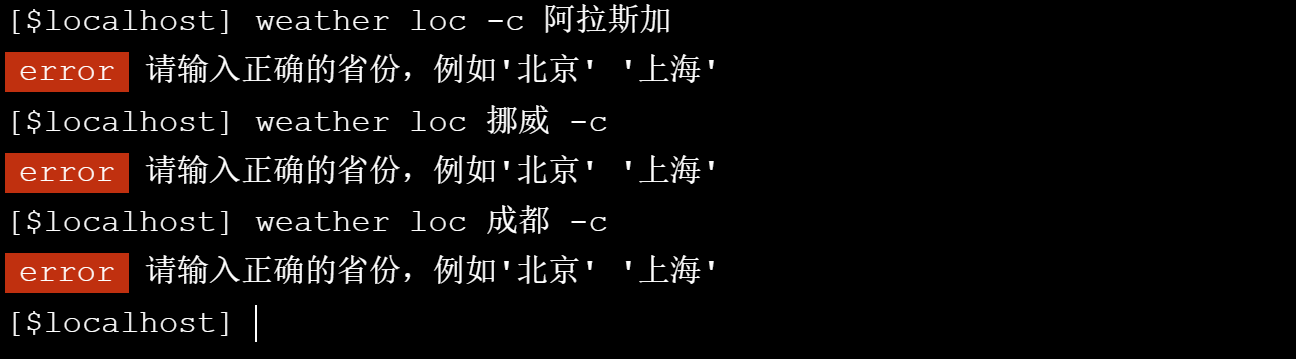 [$localhost] weather loc -c 阿拉斯加
error 请输入正确的省份，例如'北京' '上海'
[$localhost] weather loc 挪威 -c
error 请输入正确的省份，例如'北京' '上海'
[$localhost] weather loc 成都 -c
error 请输入正确的省份，例如'北京' '上海'
[$localhost]